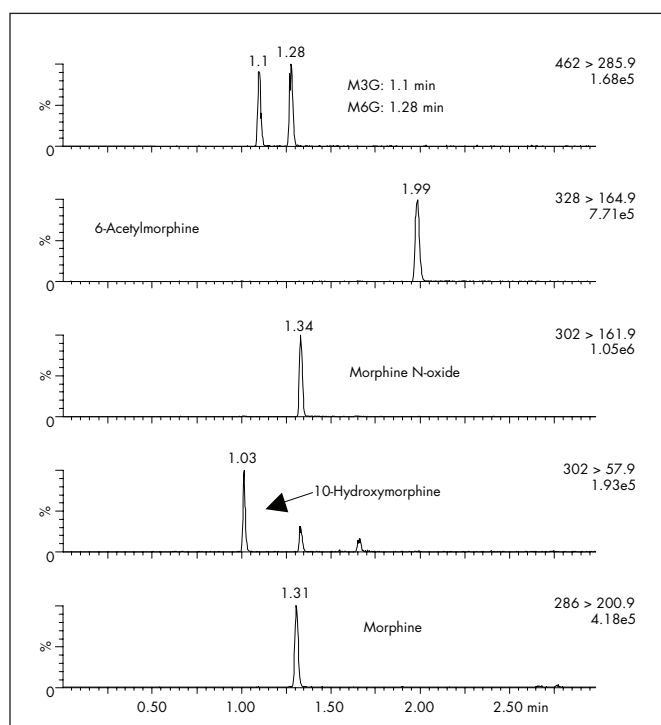 1.1
1.28
462 > 285.9
1.68e5
M3G: 1.1 min
M6G: 1.28 min
%
0
1.99
328 > 164.9
7.71e5
6-Acetylmorphine
%
0
1.34
302 > 161.9
1.05e6
Morphine N-oxide
%
0
1.03
302 > 57.9
1.93e5
10-Hydroxymorphine
%
0
1.31
286 > 200.9
4.18e5
Morphine
%
0
0.50 1.00 1.50 2.00 2.50 min